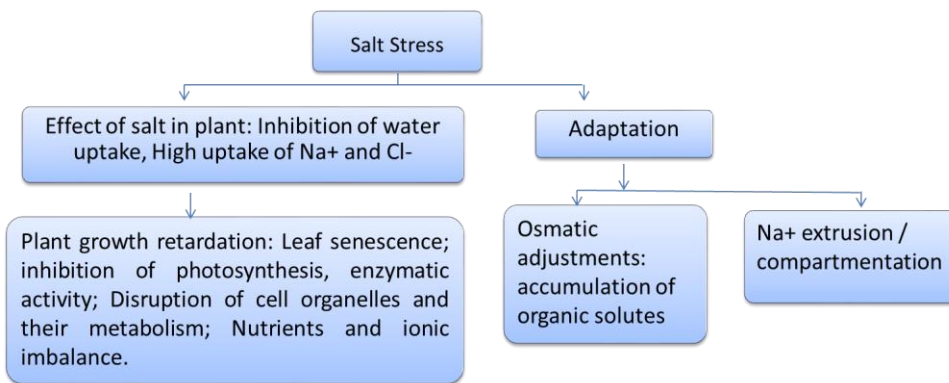 Salt Stress
Effect of salt in plant: Inhibition of water
uptake, High uptake of Na+ and Cl-
Adaptation
Plant growth retardation: Leaf senescence;
inhibition of photosynthesis, enzymatic
activity; Disruption of cell organelles and
their metabolism; Nutrients and ionic
imbalance.
Osmatic
adjustments:
accumulation of
organic solutes
Na+ extrusion /
compartmentation